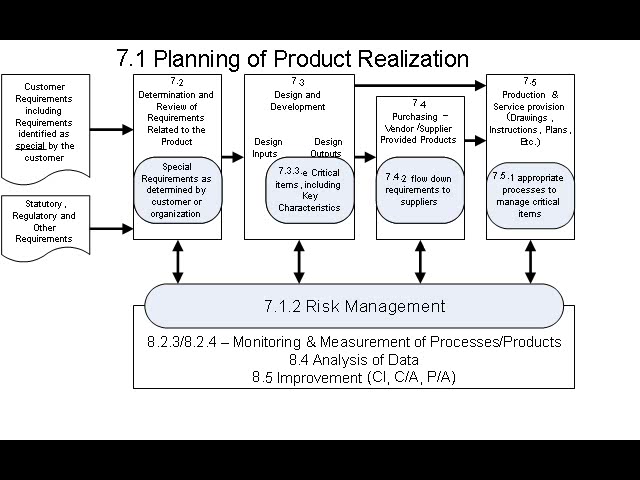 7.1 Planning of Product Realization
Customer
Requirements
including
Requirements
identified as
special by the
customer
Statutory,
Regulatory and
Other
Requirements
7.2
Determination and
Review of
Requirements
Related to the
Product
Special
Requirements as
determined by
customer or
organization
7.3
Design and
Development
Design
Inputs
Design
Outputs
7.3.3.e Critical
items, including
Key
Characteristics
7.4
Purchasing –
Vendor/Supplier
Provided Products
7.4.2 flow down
requirements to
suppliers
7.5
Production &
Service provision
(Drawings,
Instructions, Plans,
Etc.)
7.5.1 appropriate
processes to
manage critical
items
7.1.2 Risk Management
8.2.3/8.2.4 – Monitoring & Measurement of Processes/Products
8.4 Analysis of Data
8.5 Improvement (CI, C/A, P/A)